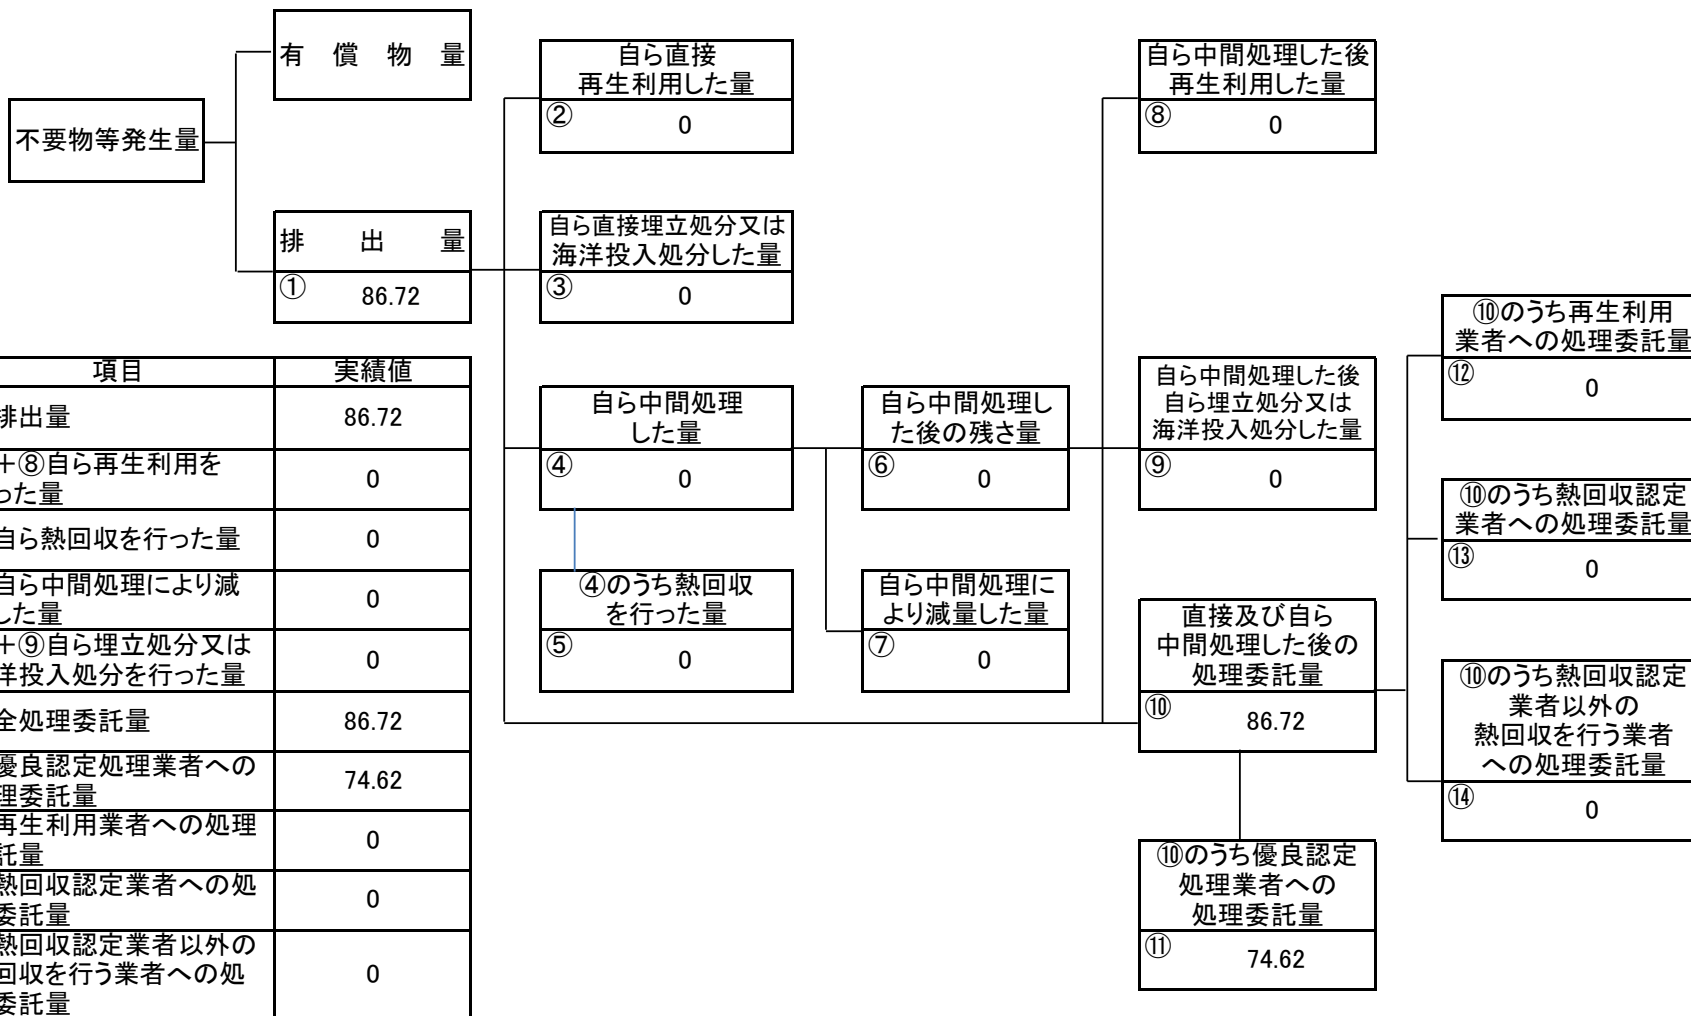 有償物量
不要物等発生量
排出量
① 86.72
自ら直接
再生利用した量
② 0
自ら直接埋立処分又は
海洋投入処分した量
③ 0
自ら中間処理
した量
④ 0
④のうち熱回収
を行った量
⑤ 0
自ら中間処理し
た後の残さ量
⑥ 0
自ら中間処理に
より減量した量
⑦ 0
自ら中間処理した後
再生利用した量
⑧ 0
自ら中間処理した後
自ら埋立処分又は
海洋投入処分した量
⑨ 0
直接及び自ら
中間処理した後の
処理委託量
⑩ 86.72
⑩のうち優良認定
処理業者への
処理委託量
⑪ 74.62
⑩のうち再生利用
業者への処理委託量
⑫ 0
⑩のうち熱回収認定
業者への処理委託量
⑬ 0
⑩のうち熱回収認定
業者以外の
熱回収を行う業者
への処理委託量
⑭ 0
項目 実績値
排出量 86.72
+⑧自ら再生利用を
った量 0
自ら熱回収を行った量 0
自ら中間処理により減
した量 0
+⑨自ら埋立処分又は
洋投入処分を行った量 0
全処理委託量 86.72
優良認定処理業者への
理委託量 74.62
再生利用業者への処理
託量 0
熱回収認定業者への処
委託量 0
熱回収認定業者以外の
回収を行う業者への処
委託量 0